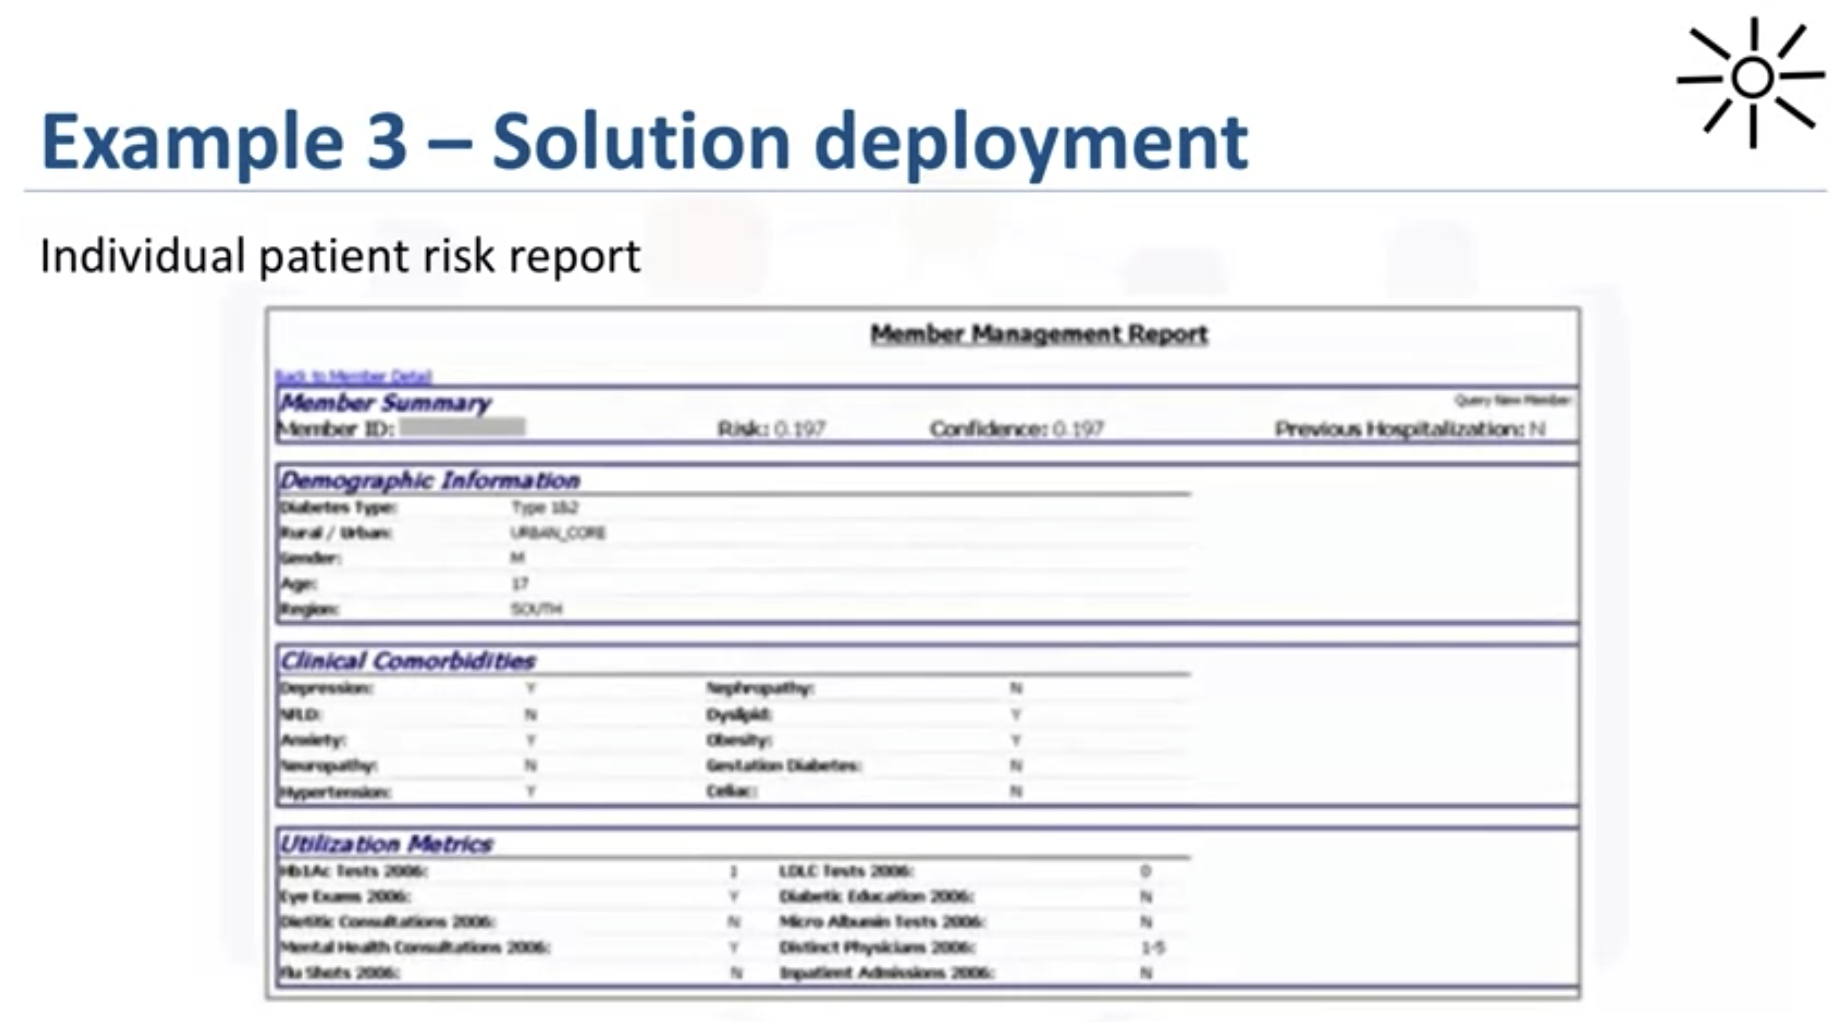 Example 3 – Solution deployment
Individual patient risk report
Member Management Report
Back to Member Detail
Member Summary
Query New Member
Member ID: Risk: 0.197 Confidence: 0.197 Previous Hospitalization: N
Demographic Information
Diabetes Type: Type 1&2
Rural / Urban: URBAN_CORE
Gender: M
Age: 17
Region: SOUTH
Clinical Comorbidities
Depression: Y Nephropathy: N
N Dyslipid: Y
Anxiety: Y Obesity: Y
Neuropathy: N Gestation Diabetes: N
Hypertension: Y Celiac: N
Utilization Metrics
Hb1Ac Tests 2006: 1 LDLC Tests 2006: 0
Eye Exams 2006: Y Diabetic Education 2006: N
Dietitic Consultations 2006: N Micro Albumin Tests 2006: N
Mental Health Consultations 2006: Y Distinct Physicians 2006: 1-5
Flu Shots 2006: N Inpatient Admissions 2006: N